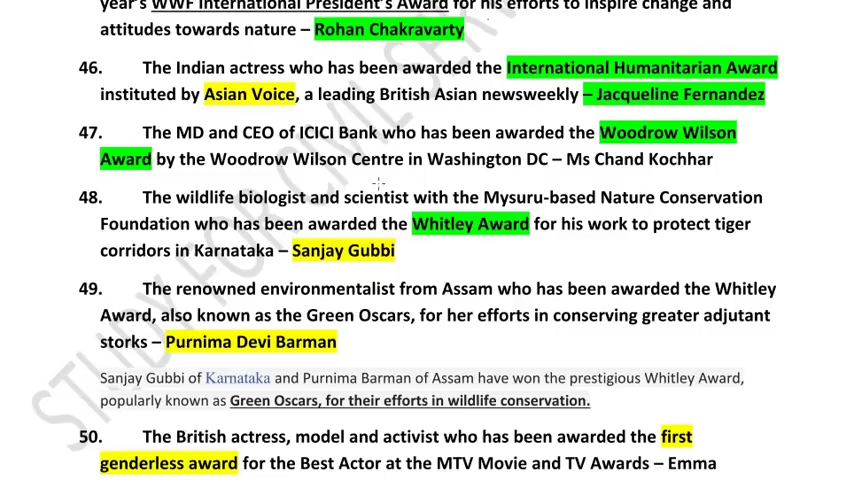 year's WWF International President's Award for his efforts to inspire change and
attitudes towards nature – Rohan Chakravarty
46. The Indian actress who has been awarded the International Humanitarian Award
instituted by Asian Voice, a leading British Asian newsweekly – Jacqueline Fernandez
47. The MD and CEO of ICICI Bank who has been awarded the Woodrow Wilson
Award by the Woodrow Wilson Centre in Washington DC – Ms Chand Kochhar
48. The wildlife biologist and scientist with the Mysuru-based Nature Conservation
Foundation who has been awarded the Whitley Award for his work to protect tiger
corridors in Karnataka – Sanjay Gubbi
49. The renowned environmentalist from Assam who has been awarded the Whitley
Award, also known as the Green Oscars, for her efforts in conserving greater adjutant
storks – Purnima Devi Barman
Sanjay Gubbi of Karnataka and Purnima Barman of Assam have won the prestigious Whitley Award,
popularly known as Green Oscars, for their efforts in wildlife conservation.
50. The British actress, model and activist who has been awarded the first
genderless award for the Best Actor at the MTV Movie and TV Awards – Emma
STUDY FOR CIVIL SERV